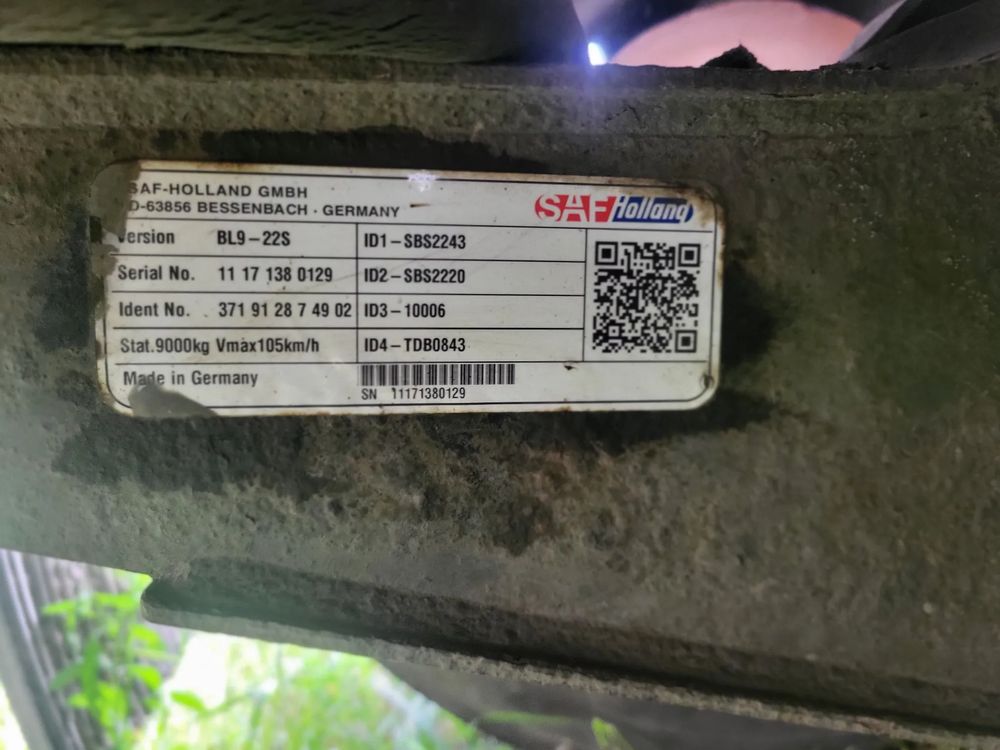 SAF-HOLLAND GMBH
D-63856 BESSENBACH · GERMANY
SAF Holland
Version BL9-22S
ID1-SBS2243
Serial No. 11 17 138 0129
ID2-SBS2220
Ident No. 371 91 28 7 49 02
ID3-10006
Stat.9000kg Vmax105km/h
ID4-TDB0843
Made in Germany
SN 11171380129